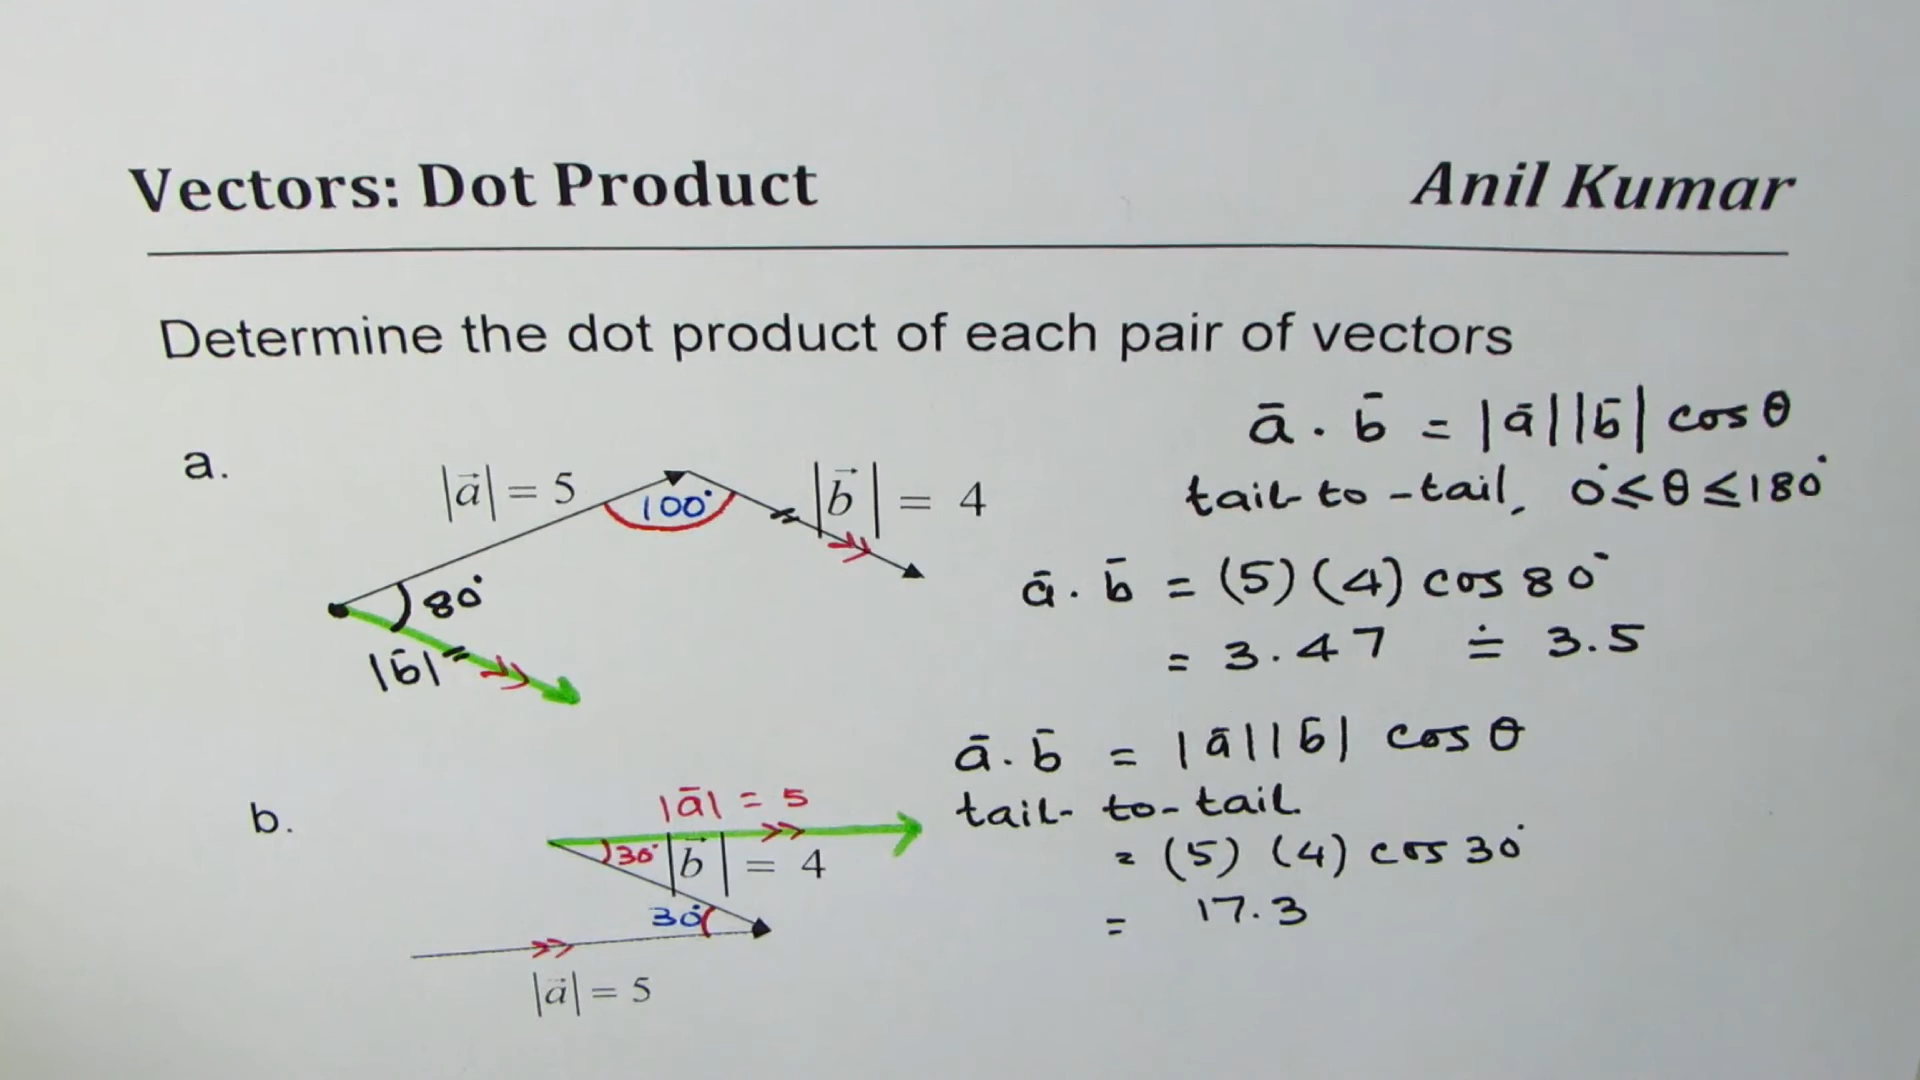 Vectors: Dot Product Anil Kumar
Determine the dot product of each pair of vectors
a.
|a⃗| = 5
100°
|b⃗| = 4
80°
|b̄|
ā · b̄ = |ā||b̄| cos θ
tail-to-tail, 0°≤θ≤180°
ā · b̄ = (5)(4) cos 80°
= 3.47 ≐ 3.5
b.
|ā| = 5
30°
|b⃗| = 4
30°
|a⃗| = 5
ā · b̄ = |ā||b̄| cos θ
tail-to-tail
= (5) (4) cos 30°
= 17.3